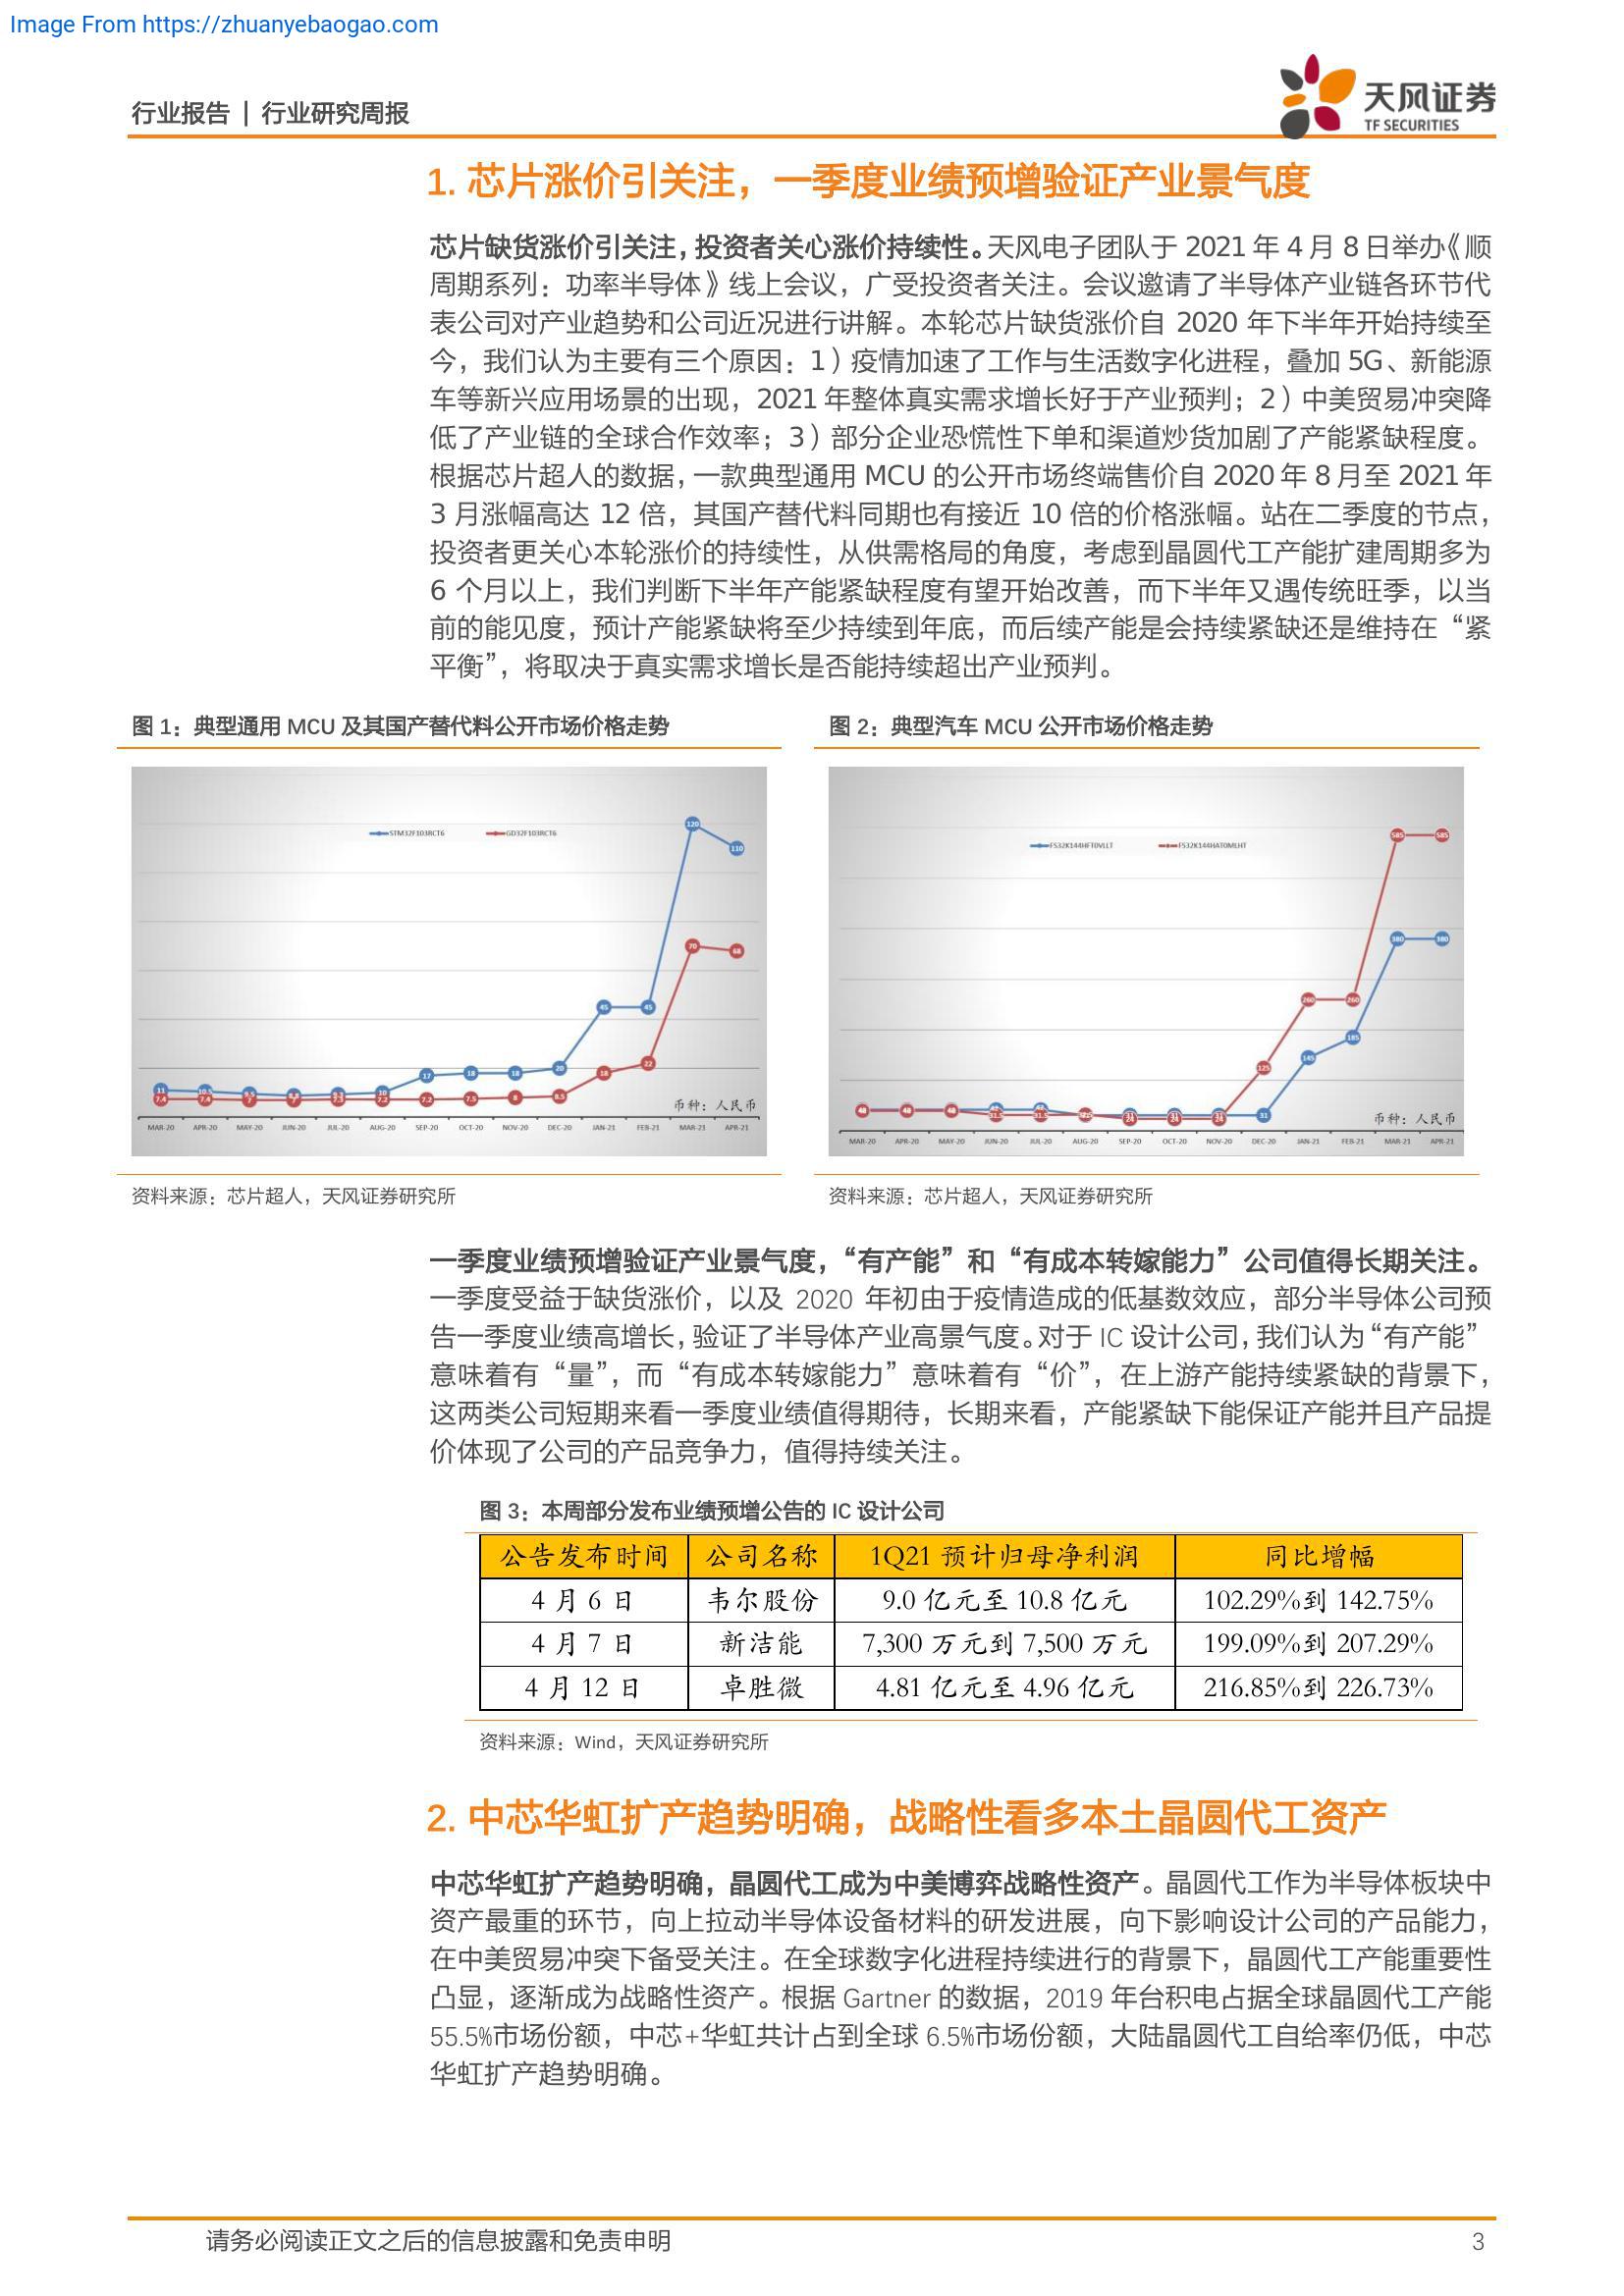 Image From https://zhuanyebaogao.com
行业报告 | 行业研究周报
天风证券
TF SECURITIES
1. 芯片涨价引关注，一季度业绩预增验证产业景气度
芯片缺货涨价引关注，投资者关心涨价持续性。天风电子团队于 2021 年 4 月 8 日举办《顺
周期系列：功率半导体》线上会议，广受投资者关注。会议邀请了半导体产业链各环节代
表公司对产业趋势和公司近况进行讲解。本轮芯片缺货涨价自 2020 年下半年开始持续至
今，我们认为主要有三个原因：1）疫情加速了工作与生活数字化进程，叠加 5G、新能源
车等新兴应用场景的出现，2021 年整体真实需求增长好于产业预判；2）中美贸易冲突降
低了产业链的全球合作效率；3）部分企业恐慌性下单和渠道炒货加剧了产能紧缺程度。
根据芯片超人的数据，一款典型通用 MCU 的公开市场终端售价自 2020 年 8 月至 2021 年
3 月涨幅高达 12 倍，其国产替代料同期也有接近 10 倍的价格涨幅。站在二季度的节点，
投资者更关心本轮涨价的持续性，从供需格局的角度，考虑到晶圆代工产能扩建周期多为
6 个月以上，我们判断下半年产能紧缺程度有望开始改善，而下半年又遇传统旺季，以当
前的能见度，预计产能紧缺将至少持续到年底，而后续产能是会持续紧缺还是维持在“紧
平衡”，将取决于真实需求增长是否能持续超出产业预判。
图 1：典型通用 MCU 及其国产替代料公开市场价格走势
STM32F103RCT6 GD32F103RCT6
120
110
70
68
45 45
22
17 18 18 20 18
11 10.5 10
7.4 7.4 7 7 7.2 7.2 7.5 8 8.5
币种：人民币
MAR-20 APR-20 MAY-20 JUN-20 JUL-20 AUG-20 SEP-20 OCT-20 NOV-20 DEC-20 JAN-21 FEB-21 MAR-21 APR-21
资料来源：芯片超人，天风证券研究所
图 2：典型汽车 MCU 公开市场价格走势
FS32K144HFT0VLLT FS32K144HAT0MLHT
585 585
380 380
260 260
185
145
125
48 48 48 31.5 31.5 31 31 31 31
24 24 24
币种：人民币
MAR-20 APR-20 MAY-20 JUN-20 JUL-20 AUG-20 SEP-20 OCT-20 NOV-20 DEC-20 JAN-21 FEB-21 MAR-21 APR-21
资料来源：芯片超人，天风证券研究所
一季度业绩预增验证产业景气度，“有产能”和“有成本转嫁能力”公司值得长期关注。
一季度受益于缺货涨价，以及 2020 年初由于疫情造成的低基数效应，部分半导体公司预
告一季度业绩高增长，验证了半导体产业高景气度。对于 IC 设计公司，我们认为“有产能”
意味着有“量”，而“有成本转嫁能力”意味着有“价”，在上游产能持续紧缺的背景下，
这两类公司短期来看一季度业绩值得期待，长期来看，产能紧缺下能保证产能并且产品提
价体现了公司的产品竞争力，值得持续关注。
图 3：本周部分发布业绩预增公告的 IC 设计公司
公告发布时间 公司名称 1Q21 预计归母净利润 同比增幅
4 月 6 日 韦尔股份 9.0 亿元至 10.8 亿元 102.29%到 142.75%
4 月 7 日 新洁能 7,300 万元到 7,500 万元 199.09%到 207.29%
4 月 12 日 卓胜微 4.81 亿元至 4.96 亿元 216.85%到 226.73%
资料来源：Wind，天风证券研究所
2. 中芯华虹扩产趋势明确，战略性看多本土晶圆代工资产
中芯华虹扩产趋势明确，晶圆代工成为中美博弈战略性资产。晶圆代工作为半导体板块中
资产最重的环节，向上拉动半导体设备材料的研发进展，向下影响设计公司的产品能力，
在中美贸易冲突下备受关注。在全球数字化进程持续进行的背景下，晶圆代工产能重要性
凸显，逐渐成为战略性资产。根据 Gartner 的数据，2019 年台积电占据全球晶圆代工产能
55.5%市场份额，中芯+华虹共计占到全球 6.5%市场份额，大陆晶圆代工自给率仍低，中芯
华虹扩产趋势明确。
请务必阅读正文之后的信息披露和免责申明
3